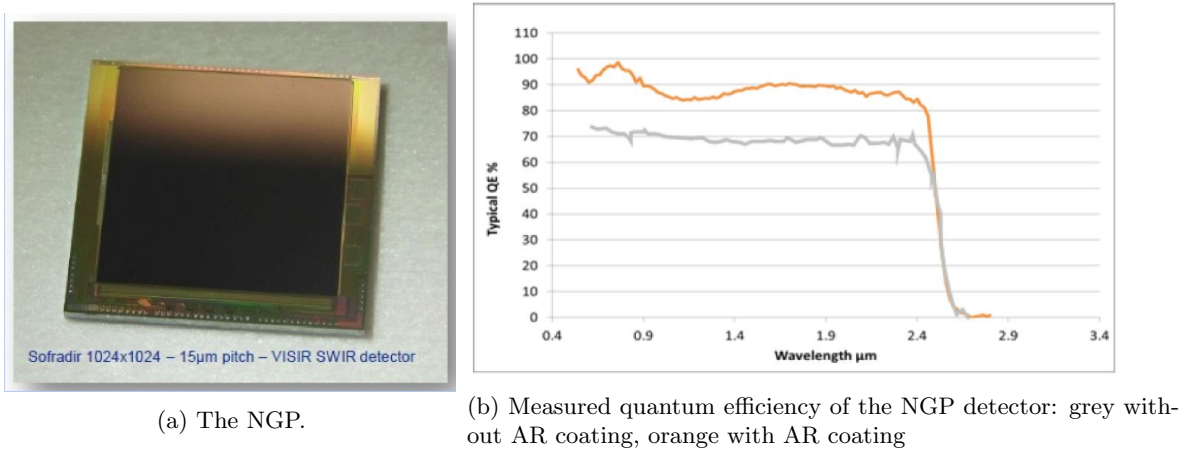 Sofradir 1024x1024 – 15µm pitch – VISIR SWIR detector
(a) The NGP.
110
100
90
80
70
60
50
40
30
20
10
0
Typical QE %
0.4 0.9 1.4 1.9 2.4 2.9 3.4
Wavelength µm
(b) Measured quantum efficiency of the NGP detector: grey with-
out AR coating, orange with AR coating